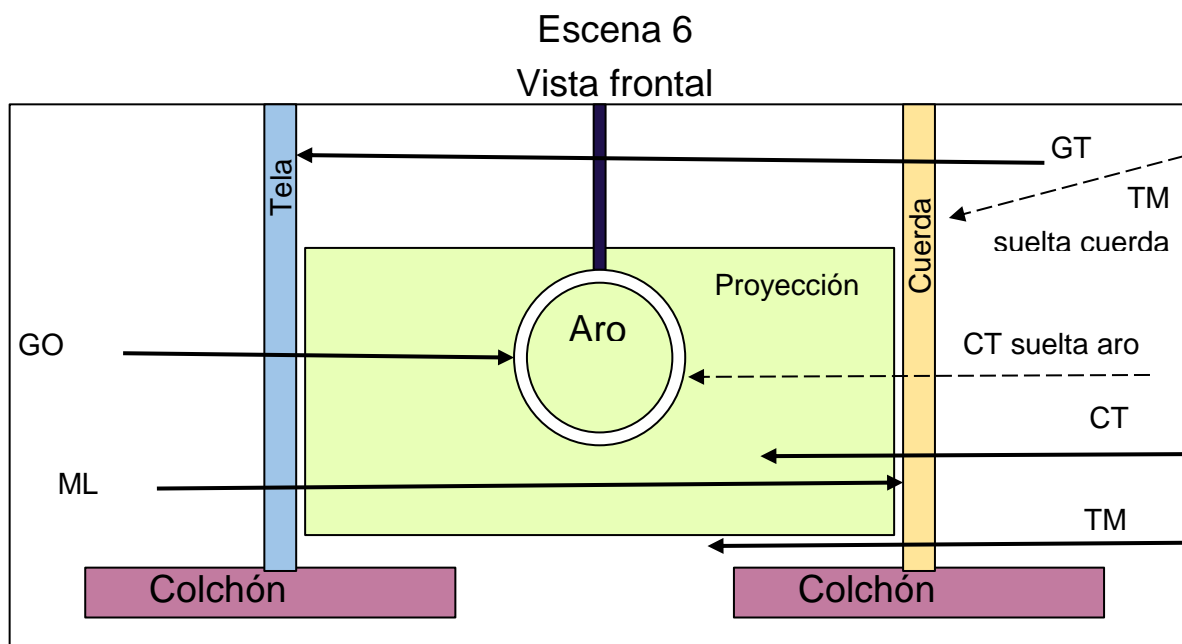 Escena 6
Vista frontal
GT
Tela
TM
suelta cuerda
Cuerda
Proyección
Aro
GO
CT suelta aro
CT
ML
TM
Colchón
Colchón